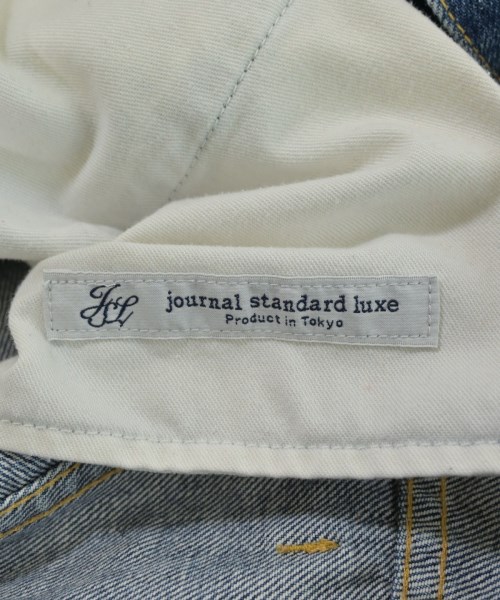 JSL journal standard luxe
Product in Tokyo